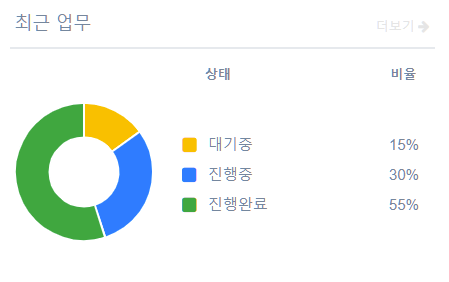 최근 업무
더보기
상태 비율
대기중 15%
진행중 30%
진행완료 55%